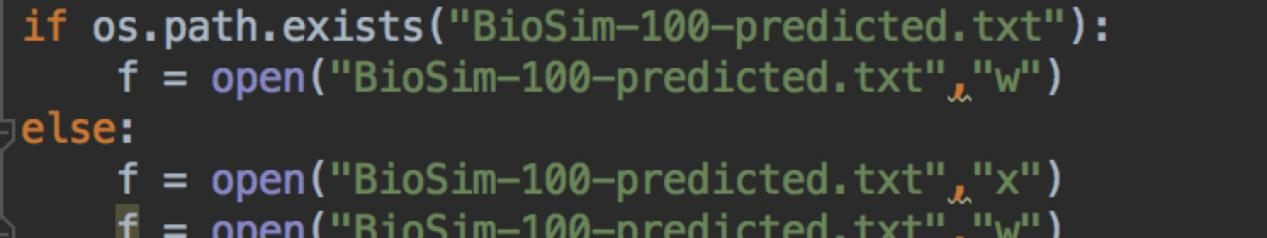 if os.path.exists("BioSim-100-predicted.txt"):
    f = open("BioSim-100-predicted.txt","w")
else:
    f = open("BioSim-100-predicted.txt","x")
    f = open("BioSim-100-predicted.txt","w")